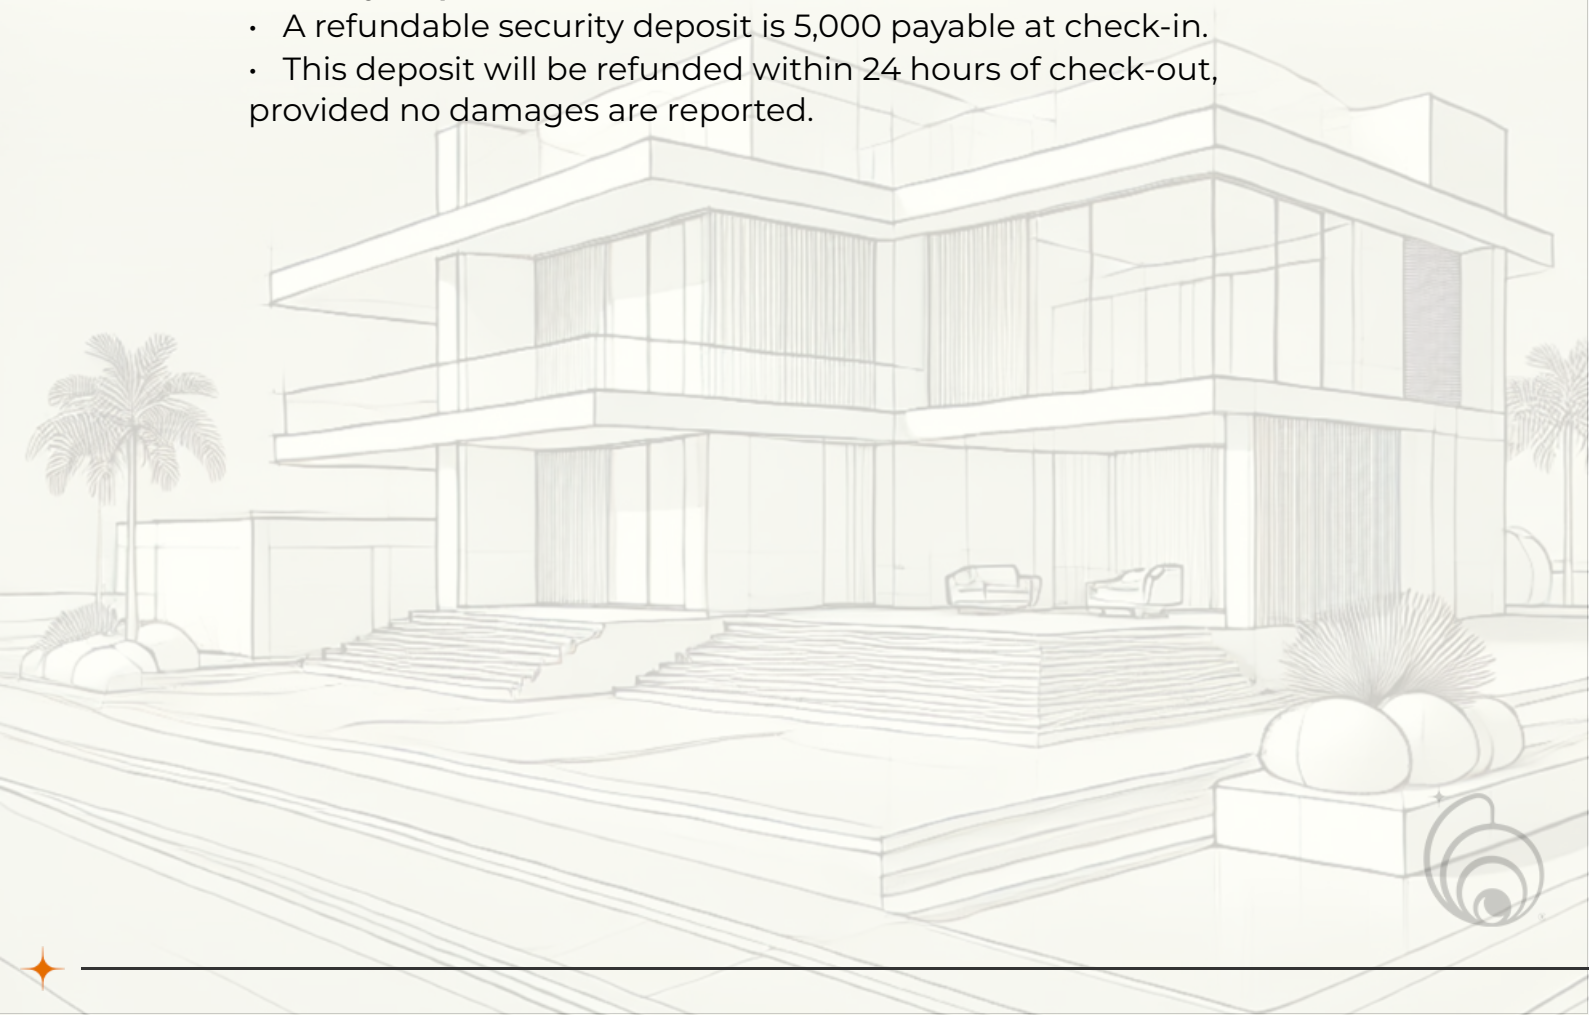 • A refundable security deposit is 5,000 payable at check-in.
• This deposit will be refunded within 24 hours of check-out,
provided no damages are reported.